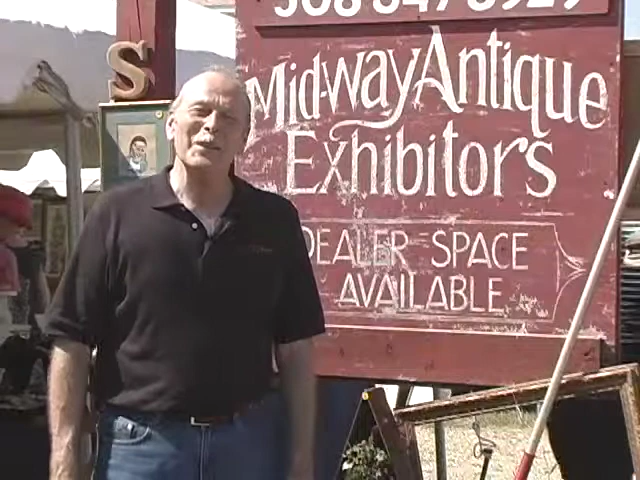 S
Midway Antique
Exhibitors
DEALER SPACE
AVAILABLE